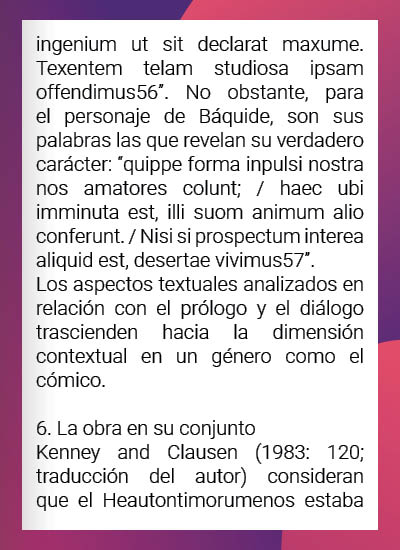 ingenium ut sit declarat maxume.
Texentem telam studiosa ipsam
offendimus56”. No obstante, para
el personaje de Báquide, son sus
palabras las que revelan su verdadero
carácter: “quippe forma inpulsi nostra
nos amatores colunt; / haec ubi
imminuta est, illi suom animum alio
conferunt. / Nisi si prospectum interea
aliquid est, desertae vivimus57”.
Los aspectos textuales analizados en
relación con el prólogo y el diálogo
trascienden hacia la dimensión
contextual en un género como el
cómico.
6. La obra en su conjunto
Kenney and Clausen (1983: 120;
traducción del autor) consideran
que el Heautontimorumenos estaba